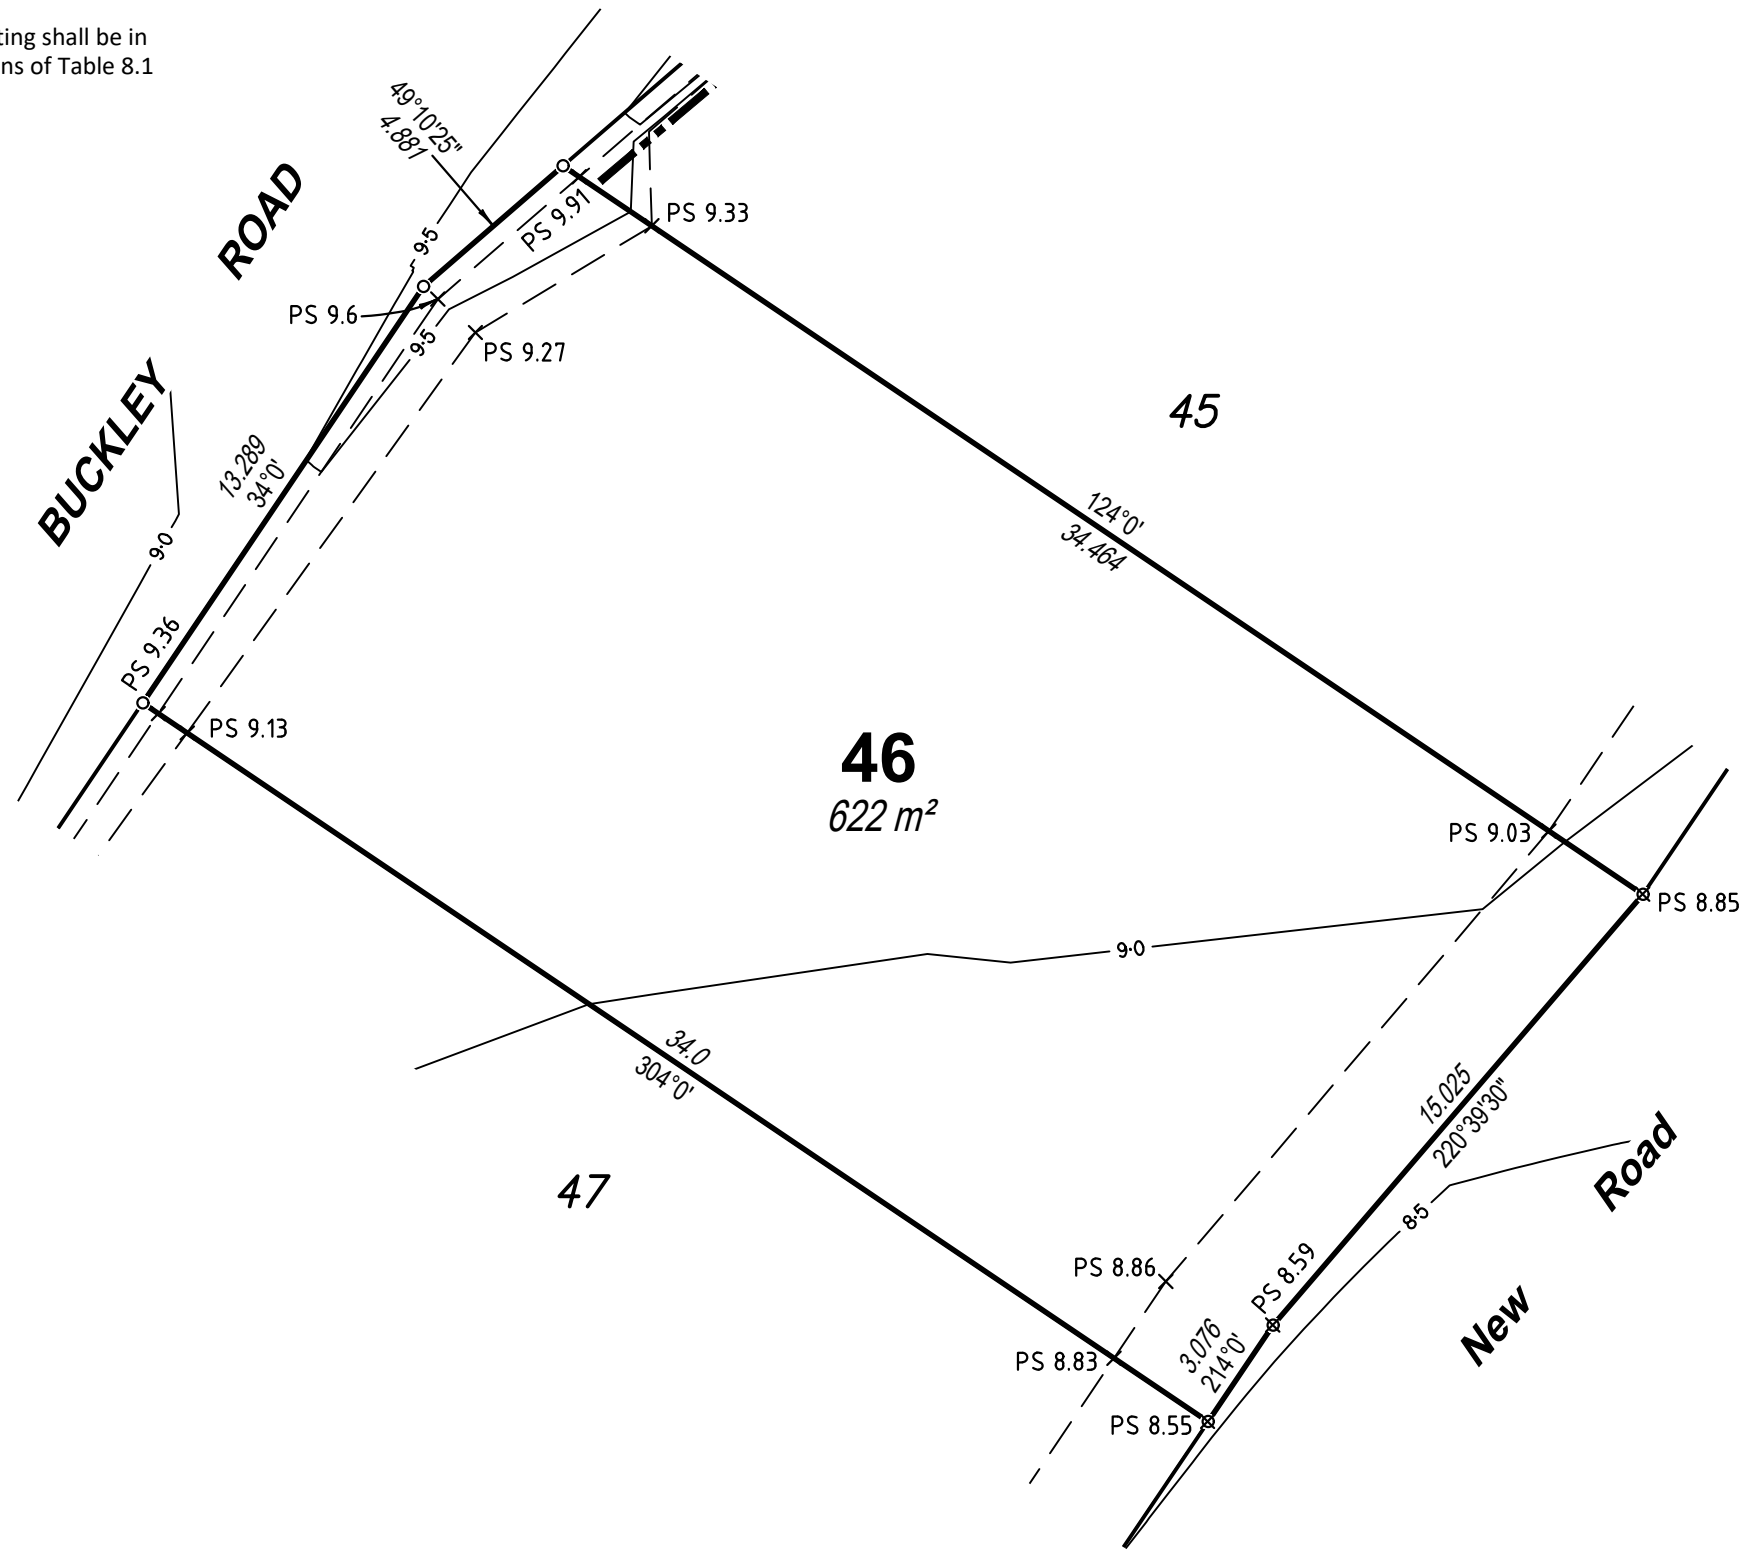 ting shall be in
ns of Table 8.1
49°10'25"
4.881
ROAD
BUCKLEY
9·5
PS 9.91
PS 9.33
PS 9.6
9·5
PS 9.27
45
13.289
34°0'
9·0
124°0'
34.464
PS 9.36
PS 9.13
46
622 m²
PS 9.03
PS 8.85
9·0
34.0
304°0'
15.025
220°39'30"
47
8·5
New Road
PS 8.86
PS 8.59
3.076
214°0'
PS 8.83
PS 8.55